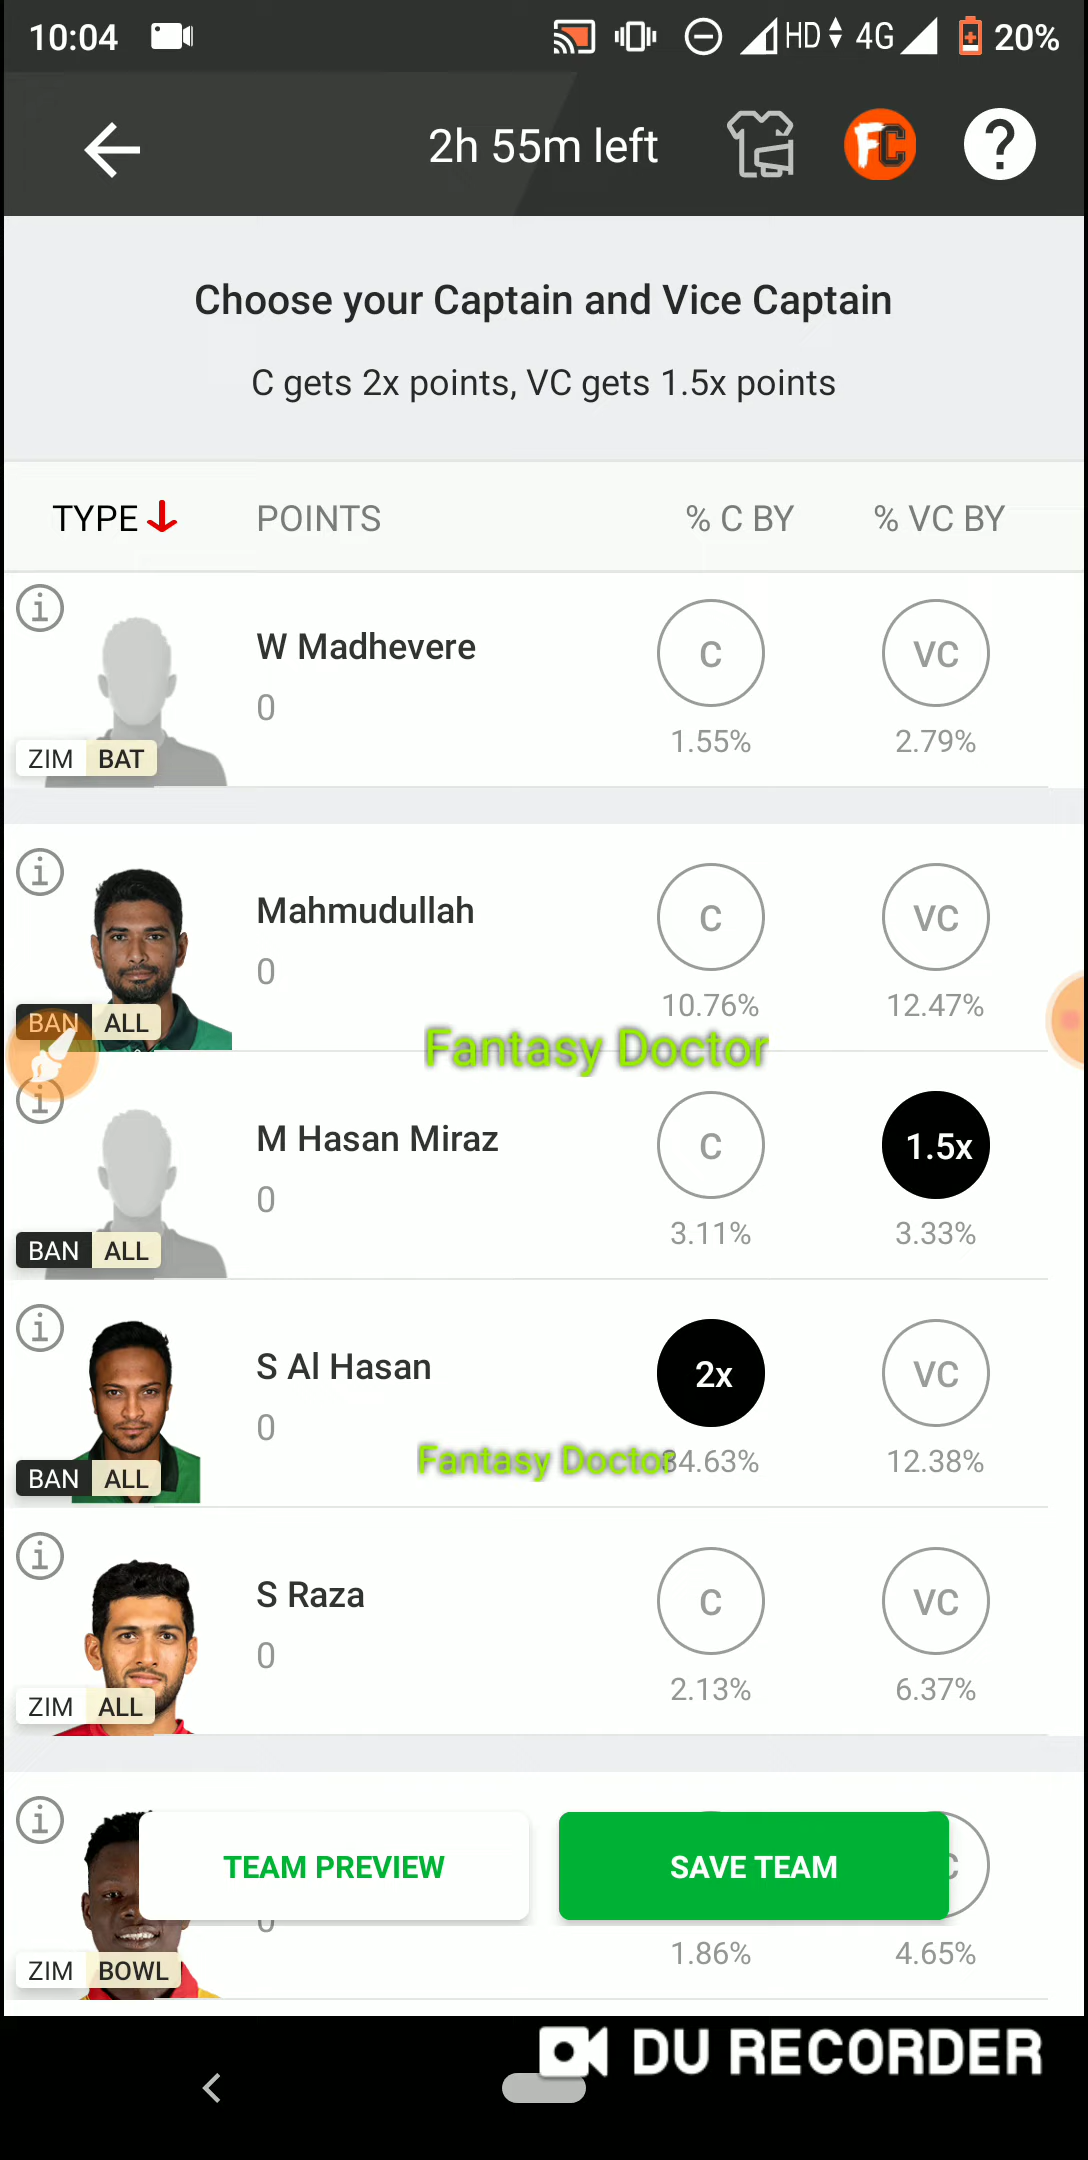 10:04 HD 4G 20%
2h 55m left FC ?
Choose your Captain and Vice Captain
C gets 2x points, VC gets 1.5x points
TYPE POINTS % C BY % VC BY
W Madhevere C VC
0
1.55% 2.79%
ZIM BAT
Mahmudullah C VC
0
10.76% 12.47%
BAN ALL
Fantasy Doctor
M Hasan Miraz C 1.5x
0
3.11% 3.33%
BAN ALL
S Al Hasan 2x VC
0
Fantasy Doctor 34.63% 12.38%
BAN ALL
S Raza C VC
0
2.13% 6.37%
ZIM ALL
TEAM PREVIEW SAVE TEAM
0
1.86% 4.65%
ZIM BOWL
DU RECORDER